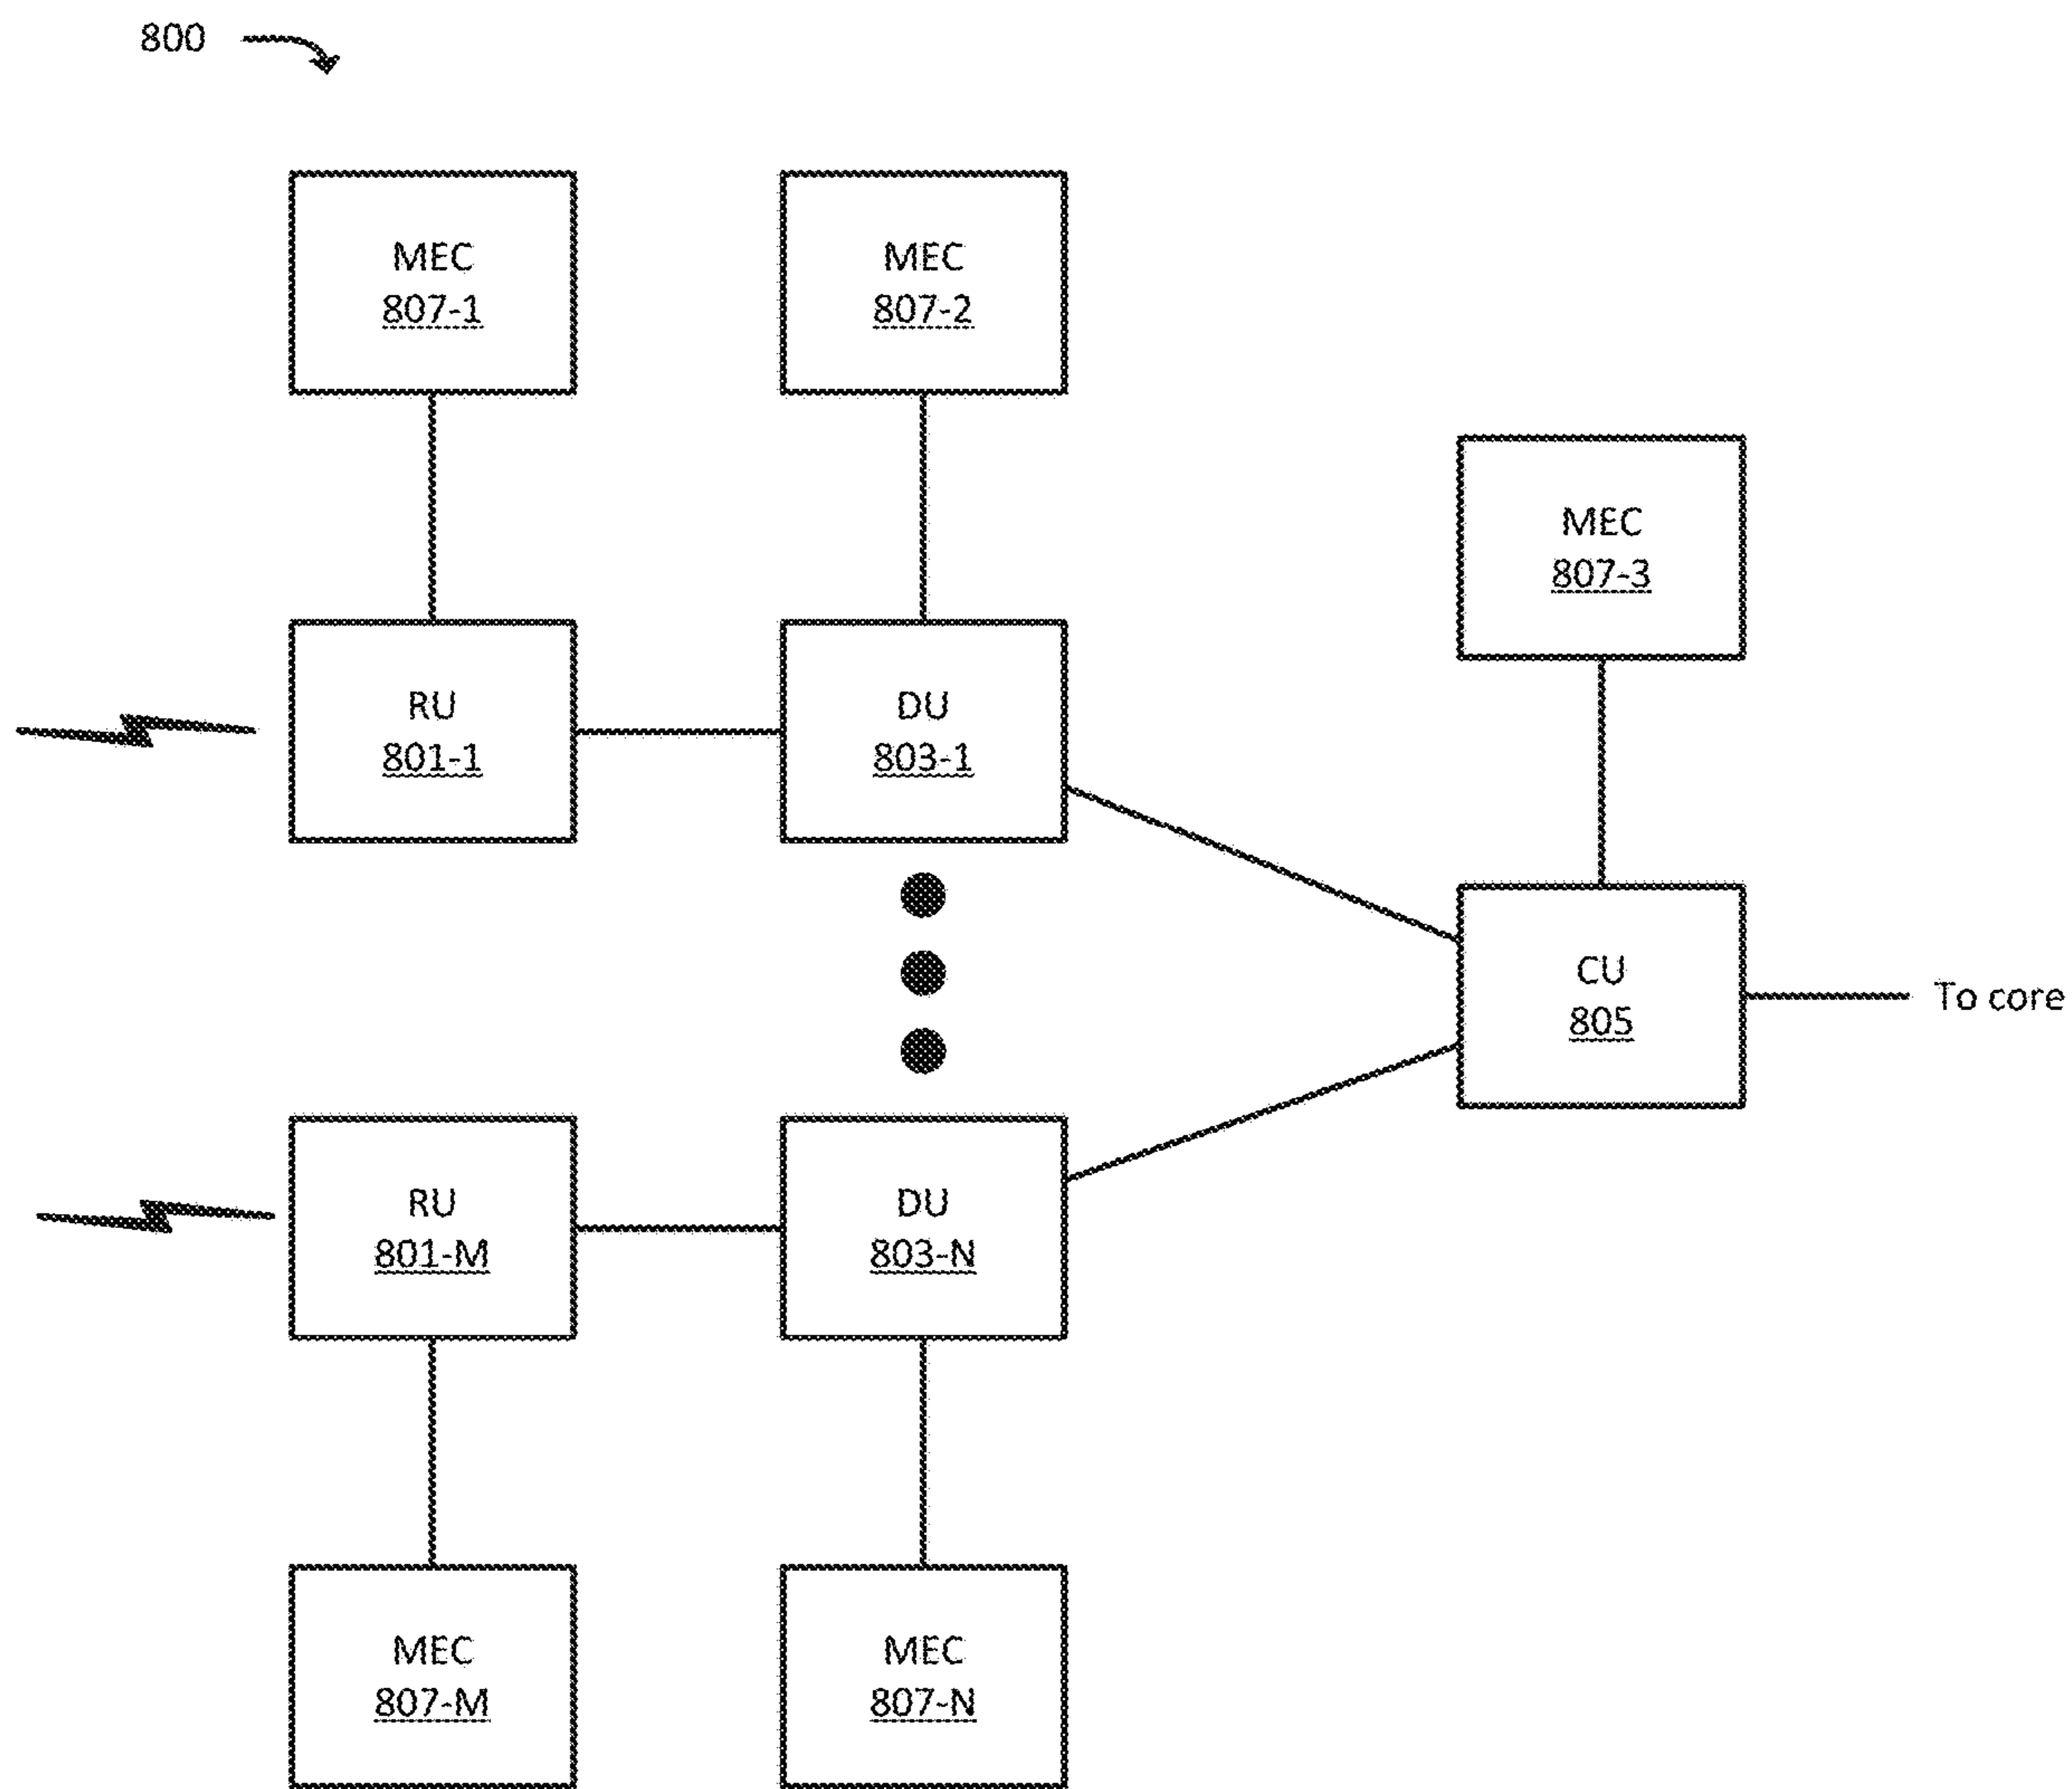 800
MEC
807-1
MEC
807-2
MEC
807-3
RU
801-1
DU
803-1
CU
805
To core
RU
801-M
DU
803-N
MEC
807-M
MEC
807-N